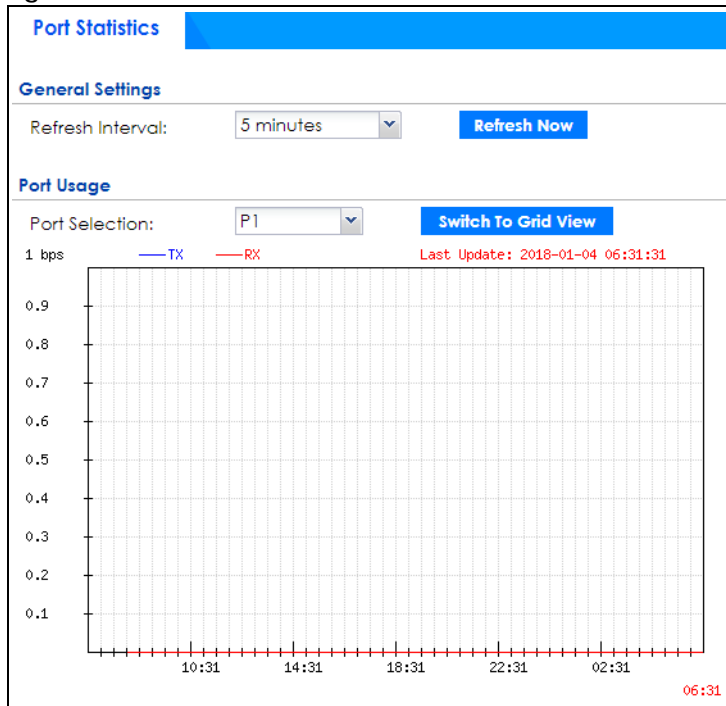 Port Statistics
General Settings
Refresh Interval: 5 minutes Refresh Now
Port Usage
Port Selection: P1 Switch To Grid View
1 bps TX RX Last Update: 2018-01-04 06:31:31
0.9
0.8
0.7
0.6
0.5
0.4
0.3
0.2
0.1
10:31 14:31 18:31 22:31 02:31
06:31